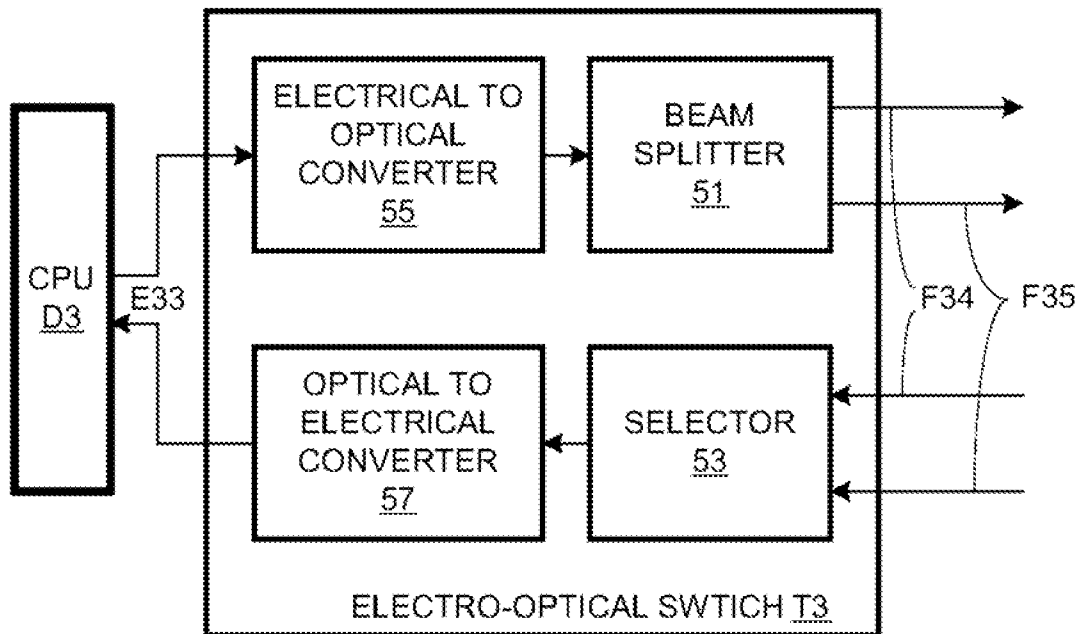 ELECTRICAL TO
OPTICAL
CONVERTER
55
BEAM
SPLITTER
51
CPU
D3
E33
F34
F35
OPTICAL TO
ELECTRICAL
CONVERTER
57
SELECTOR
53
ELECTRO-OPTICAL SWTICH T3